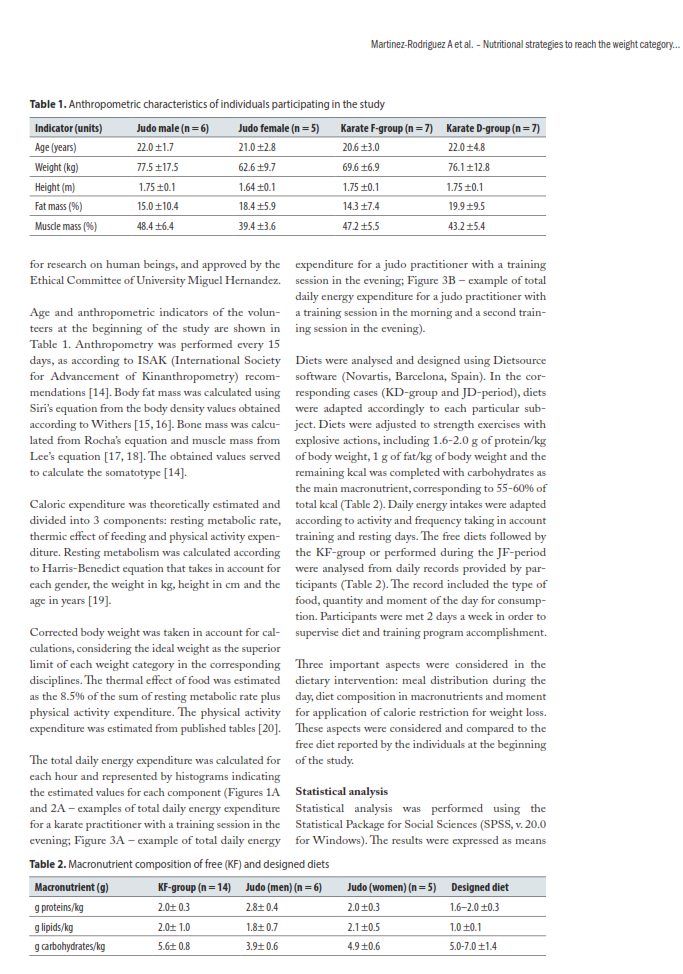 Martinez-Rodriguez A et al. – Nutritional strategies to reach the weight category...
Table 1. Anthropometric characteristics of individuals participating in the study
Indicator (units) Judo male (n = 6) Judo female (n = 5) Karate F-group (n = 7) Karate D-group (n = 7)
Age (years) 22.0 ±1.7 21.0 ±2.8 20.6 ±3.0 22.0 ±4.8
Weight (kg) 77.5 ±17.5 62.6 ±9.7 69.6 ±6.9 76.1 ±12.8
Height (m) 1.75 ±0.1 1.64 ±0.1 1.75 ±0.1 1.75 ±0.1
Fat mass (%) 15.0 ±10.4 18.4 ±5.9 14.3 ±7.4 19.9 ±9.5
Muscle mass (%) 48.4 ±6.4 39.4 ±3.6 47.2 ±5.5 43.2 ±5.4
for research on human beings, and approved by the
Ethical Committee of University Miguel Hernandez.
Age and anthropometric indicators of the volun-
teers at the beginning of the study are shown in
Table 1. Anthropometry was performed every 15
days, as according to ISAK (International Society
for Advancement of Kinanthropometry) recom-
mendations [14]. Body fat mass was calculated using
Siri's equation from the body density values obtained
according to Withers [15, 16]. Bone mass was calcu-
lated from Rocha's equation and muscle mass from
Lee's equation [17, 18]. The obtained values served
to calculate the somatotype [14].
Caloric expenditure was theoretically estimated and
divided into 3 components: resting metabolic rate,
thermic effect of feeding and physical activity expen-
diture. Resting metabolism was calculated according
to Harris-Benedict equation that takes in account for
each gender, the weight in kg, height in cm and the
age in years [19].
Corrected body weight was taken in account for cal-
culations, considering the ideal weight as the superior
limit of each weight category in the corresponding
disciplines. The thermal effect of food was estimated
as the 8.5% of the sum of resting metabolic rate plus
physical activity expenditure. The physical activity
expenditure was estimated from published tables [20].
The total daily energy expenditure was calculated for
each hour and represented by histograms indicating
the estimated values for each component (Figures 1A
and 2A – examples of total daily energy expenditure
for a karate practitioner with a training session in the
evening; Figure 3A – example of total daily energy
expenditure for a judo practitioner with a training
session in the evening; Figure 3B – example of total
daily energy expenditure for a judo practitioner with
a training session in the morning and a second train-
ing session in the evening).
Diets were analysed and designed using Dietsource
software (Novartis, Barcelona, Spain). In the cor-
responding cases (KD-group and JD-period), diets
were adapted accordingly to each particular sub-
ject. Diets were adjusted to strength exercises with
explosive actions, including 1.6-2.0 g of protein/kg
of body weight, 1 g of fat/kg of body weight and the
remaining kcal was completed with carbohydrates as
the main macronutrient, corresponding to 55-60% of
total kcal (Table 2). Daily energy intakes were adapted
according to activity and frequency taking in account
training and resting days. The free diets followed by
the KF-group or performed during the JF-period
were analysed from daily records provided by par-
ticipants (Table 2). The record included the type of
food, quantity and moment of the day for consump-
tion. Participants were met 2 days a week in order to
supervise diet and training program accomplishment.
Three important aspects were considered in the
dietary intervention: meal distribution during the
day, diet composition in macronutrients and moment
for application of calorie restriction for weight loss.
These aspects were considered and compared to the
free diet reported by the individuals at the beginning
of the study.
Statistical analysis
Statistical analysis was performed using the
Statistical Package for Social Sciences (SPSS, v. 20.0
for Windows). The results were expressed as means
Table 2. Macronutrient composition of free (KF) and designed diets
Macronutrient (g) KF-group (n = 14) Judo (men) (n = 6) Judo (women) (n = 5) Designed diet
g proteins/kg 2.0± 0.3 2.8± 0.4 2.0 ±0.3 1.6–2.0 ±0.3
g lipids/kg 2.0± 1.0 1.8± 0.7 2.1 ±0.5 1.0 ±0.1
g carbohydrates/kg 5.6± 0.8 3.9± 0.6 4.9 ±0.6 5.0-7.0 ±1.4